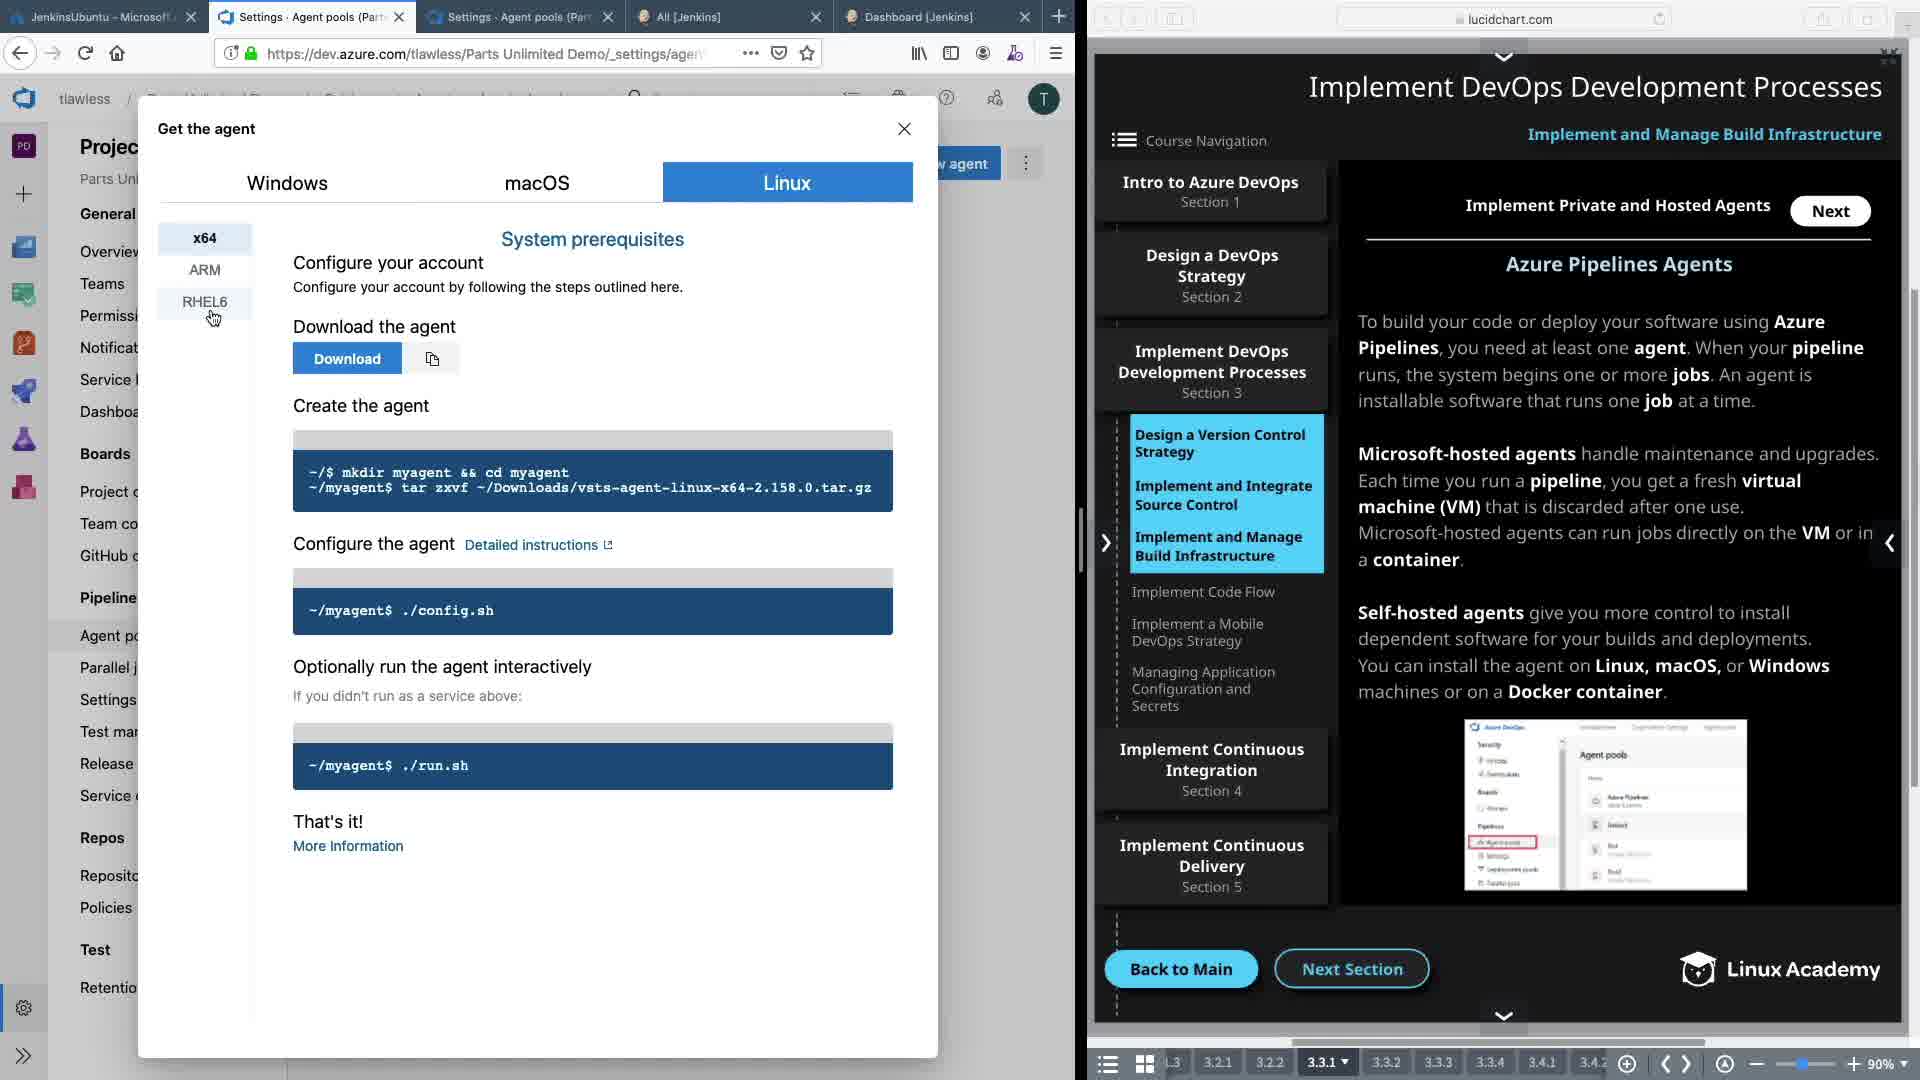 JenkinsUbuntu - Microsoft
Settings · Agent pools (Part
Settings · Agent pools (Part
All [Jenkins]
Dashboard [Jenkins]
https://dev.azure.com/tlawless/Parts Unlimited Demo/_settings/agen
lucidchart.com
tlawless /
T
PD
Projec
Parts Uni
General
Overview
Teams
Permissi
Notificat
Service
Dashboa
Boards
Project c
Team co
GitHub c
Pipeline
Agent po
Parallel j
Settings
Test mar
Release
Service
Repos
Reposito
Policies
Test
Retentio
w agent
Get the agent
Windows
macOS
Linux
x64
ARM
RHEL6
System prerequisites
Configure your account
Configure your account by following the steps outlined here.
Download the agent
Download
Create the agent
~/$ mkdir myagent && cd myagent
~/myagent$ tar zxvf ~/Downloads/vsts-agent-linux-x64-2.158.0.tar.gz
Configure the agent Detailed instructions
~/myagent$ ./config.sh
Optionally run the agent interactively
If you didn't run as a service above:
~/myagent$ ./run.sh
That's it!
More Information
Implement DevOps Development Processes
Implement and Manage Build Infrastructure
Course Navigation
Intro to Azure DevOps
Section 1
Design a DevOps
Strategy
Section 2
Implement DevOps
Development Processes
Section 3
Design a Version Control
Strategy
Implement and Integrate
Source Control
Implement and Manage
Build Infrastructure
Implement Code Flow
Implement a Mobile
DevOps Strategy
Managing Application
Configuration and
Secrets
Implement Continuous
Integration
Section 4
Implement Continuous
Delivery
Section 5
Implement Private and Hosted Agents
Next
Azure Pipelines Agents
To build your code or deploy your software using Azure
Pipelines, you need at least one agent. When your pipeline
runs, the system begins one or more jobs. An agent is
installable software that runs one job at a time.
Microsoft-hosted agents handle maintenance and upgrades.
Each time you run a pipeline, you get a fresh virtual
machine (VM) that is discarded after one use.
Microsoft-hosted agents can run jobs directly on the VM or in
a container.
Self-hosted agents give you more control to install
dependent software for your builds and deployments.
You can install the agent on Linux, macOS, or Windows
machines or on a Docker container.
Azure DevOps
Security
Boards
Pipelines
Agent pools
Settings
Deployment pools
Agent pools
Azure Pipelines
Default
Back to Main
Next Section
Linux Academy
3.2.1
3.2.2
3.3.1
3.3.2
3.3.3
3.3.4
3.4.1
3.4.2
90%